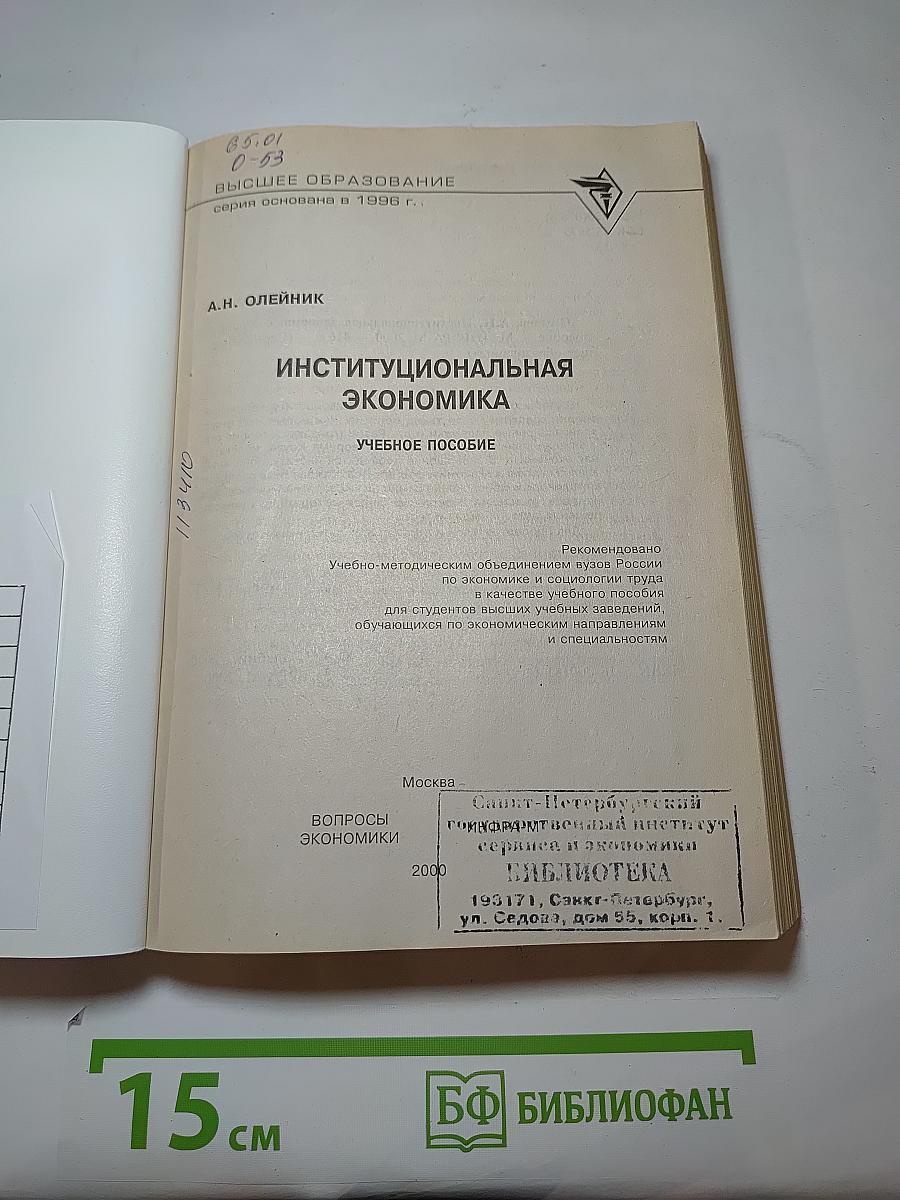 65.01
О-53
ВЫСШЕЕ ОБРАЗОВАНИЕ
серия основана в 1996 г.
А.Н. ОЛЕЙНИК
ИНСТИТУЦИОНАЛЬНАЯ
ЭКОНОМИКА
УЧЕБНОЕ ПОСОБИЕ
113410
Рекомендовано
Учебно-методическим объединением вузов России
по экономике и социологии труда
в качестве учебного пособия
для студентов высших учебных заведений,
обучающихся по экономическим направлениям
и специальностям
Москва
ВОПРОСЫ
ЭКОНОМИКИ
ИНФРА-М
2000
Санкт-Петербургский
государственный институт
сервиса и экономики
БИБЛИОТЕКА
193171, Санкт-Петербург,
ул. Седова, дом 55, корп. 1.
15 см
БФ БИБЛИОФАН